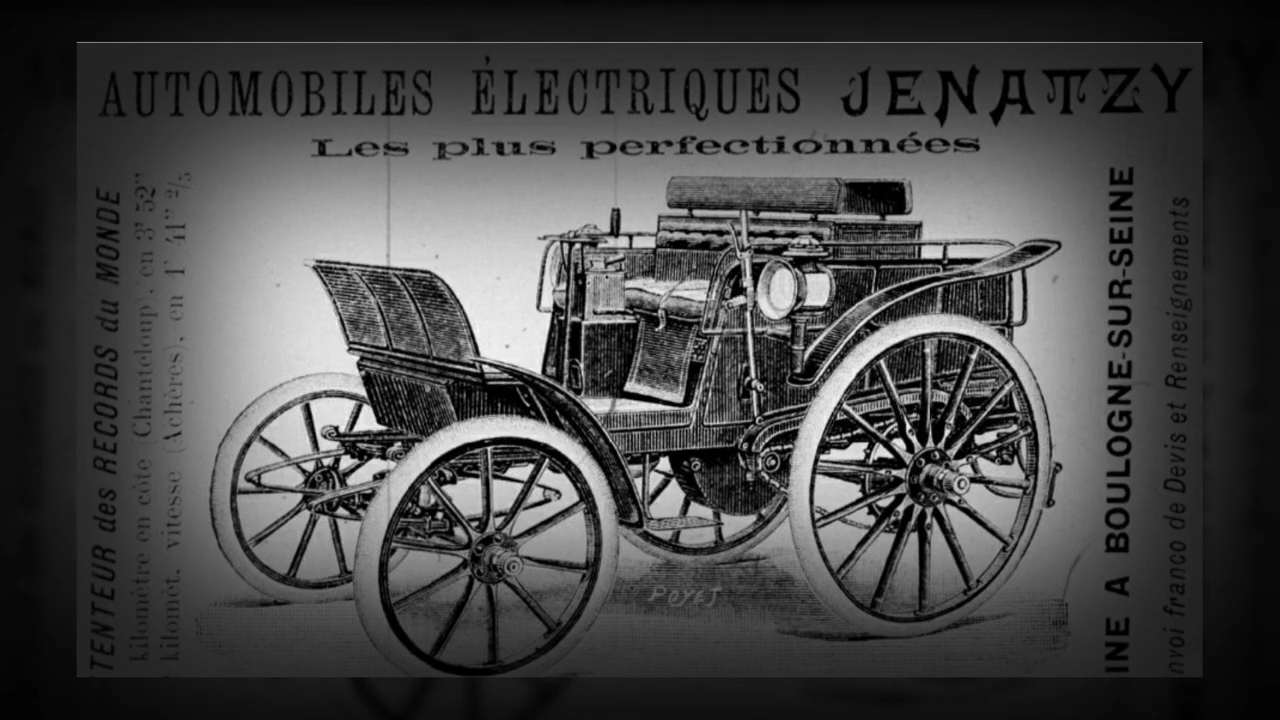 AUTOMOBILES ÉLECTRIQUES JENATZY
Les plus perfectionnées
TENTEUR des RECORDS du MONDE
kilomètre en côte (Chanteloup), en 3' 52"
kilomèt. vitesse (Achères), en 1' 41" 2/5
INE A BOULOGNE-SUR-SEINE
nvoi franco de Devis et Renseignements
POYET